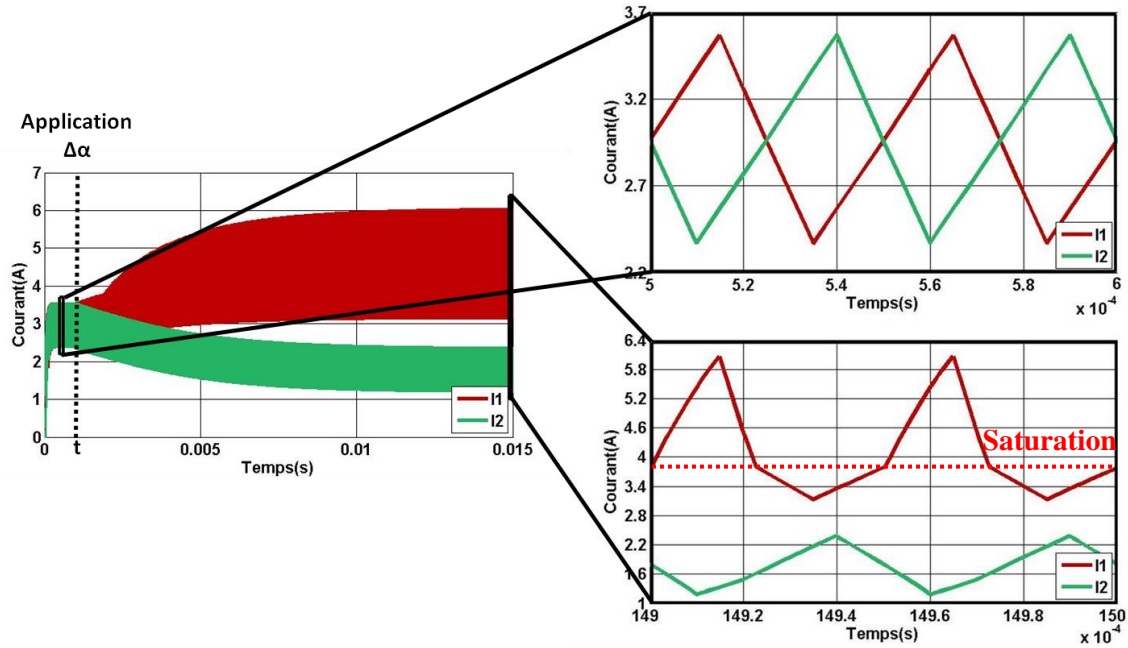 Application
Δα
7
6
5
4
3
2
1
0
Courant(A)
0
0.005
0.01
0.015
t
Temps(s)
I1
I2
3.7
3.2
2.7
2.2
Courant(A)
5
5.2
5.4
5.6
5.8
6
Temps(s)
x 10-4
I1
I2
6.4
5.8
5.2
4.6
4
3.4
2.8
2.2
1.6
1
Courant(A)
Saturation
149
149.2
149.4
149.6
149.8
150
Temps(s)
x 10-4
I1
I2